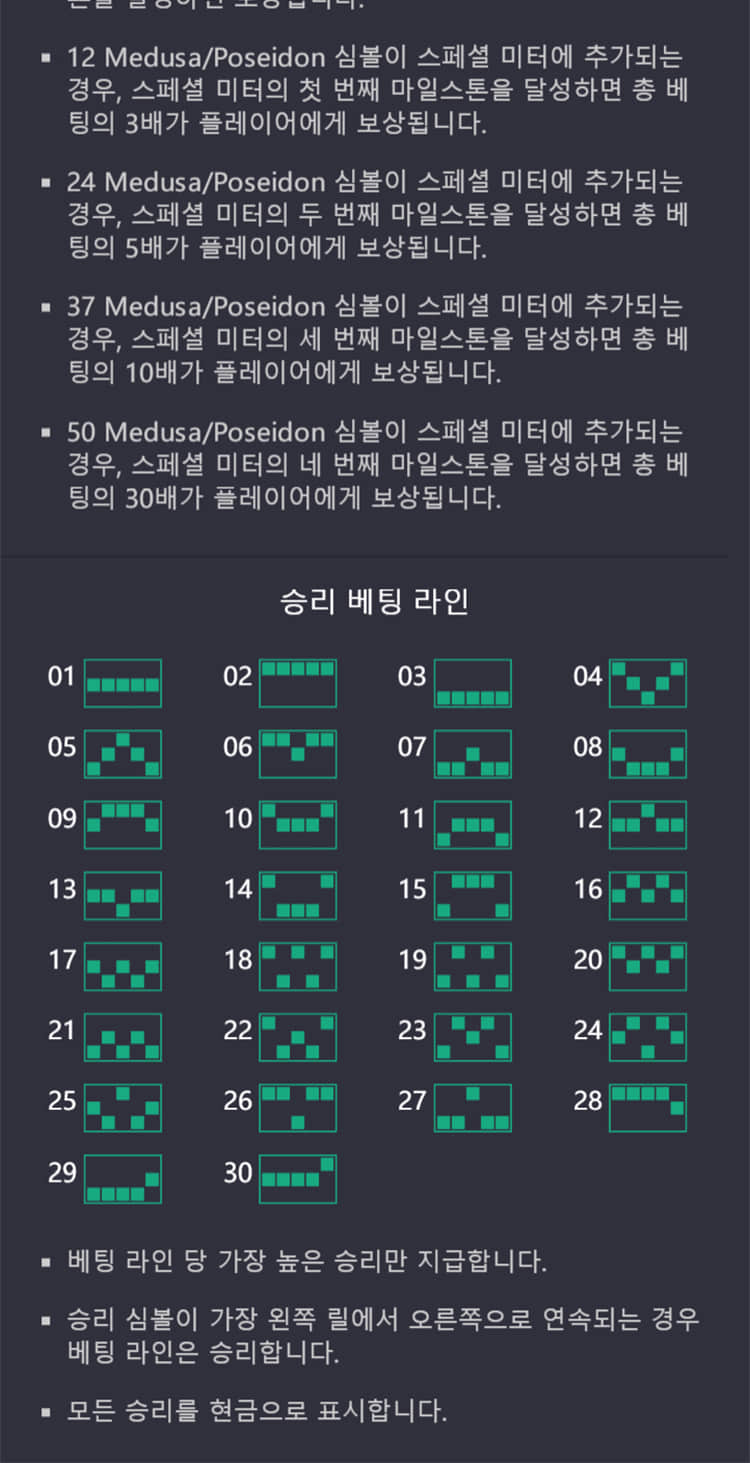 12 Medusa/Poseidon 심볼이 스페셜 미터에 추가되는
경우, 스페셜 미터의 첫 번째 마일스톤을 달성하면 총 베
팅의 3배가 플레이어에게 보상됩니다.
24 Medusa/Poseidon 심볼이 스페셜 미터에 추가되는
경우, 스페셜 미터의 두 번째 마일스톤을 달성하면 총 베
팅의 5배가 플레이어에게 보상됩니다.
37 Medusa/Poseidon 심볼이 스페셜 미터에 추가되는
경우, 스페셜 미터의 세 번째 마일스톤을 달성하면 총 베
팅의 10배가 플레이어에게 보상됩니다.
50 Medusa/Poseidon 심볼이 스페셜 미터에 추가되는
경우, 스페셜 미터의 네 번째 마일스톤을 달성하면 총 베
팅의 30배가 플레이어에게 보상됩니다.
승리 베팅 라인
01 02 03 04
05 06 07 08
09 10 11 12
13 14 15 16
17 18 19 20
21 22 23 24
25 26 27 28
29 30
베팅 라인 당 가장 높은 승리만 지급합니다.
승리 심볼이 가장 왼쪽 릴에서 오른쪽으로 연속되는 경우
베팅 라인은 승리합니다.
모든 승리를 현금으로 표시합니다.